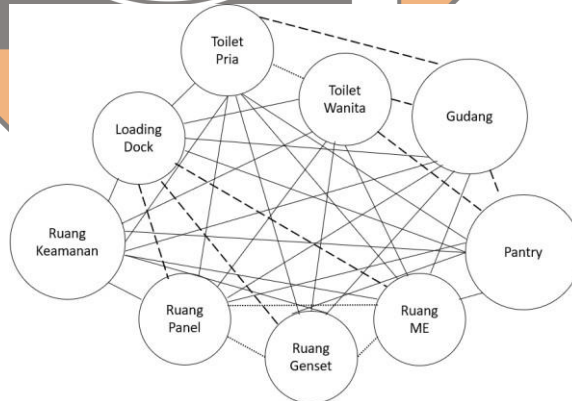 Toilet
Pria
Toilet
Wanita
Gudang
Loading
Dock
Ruang
Keamanan
Pantry
Ruang
Panel
Ruang
ME
Ruang
Genset